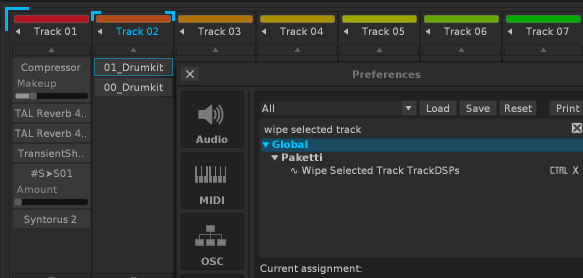 Track 01
Track 02
Track 03
Track 04
Track 05
Track 06
Track 07
Compressor
Makeup
TAL Reverb 4..
TAL Reverb 4..
TransientSh..
#S➤S01
Amount
Syntorus 2
01_Drumkit
00_Drumkit
Preferences
Audio
MIDI
OSC
All
Load
Save
Reset
Print
wipe selected track
Global
Paketti
Wipe Selected Track TrackDSPs CTRL X
Current assignment: